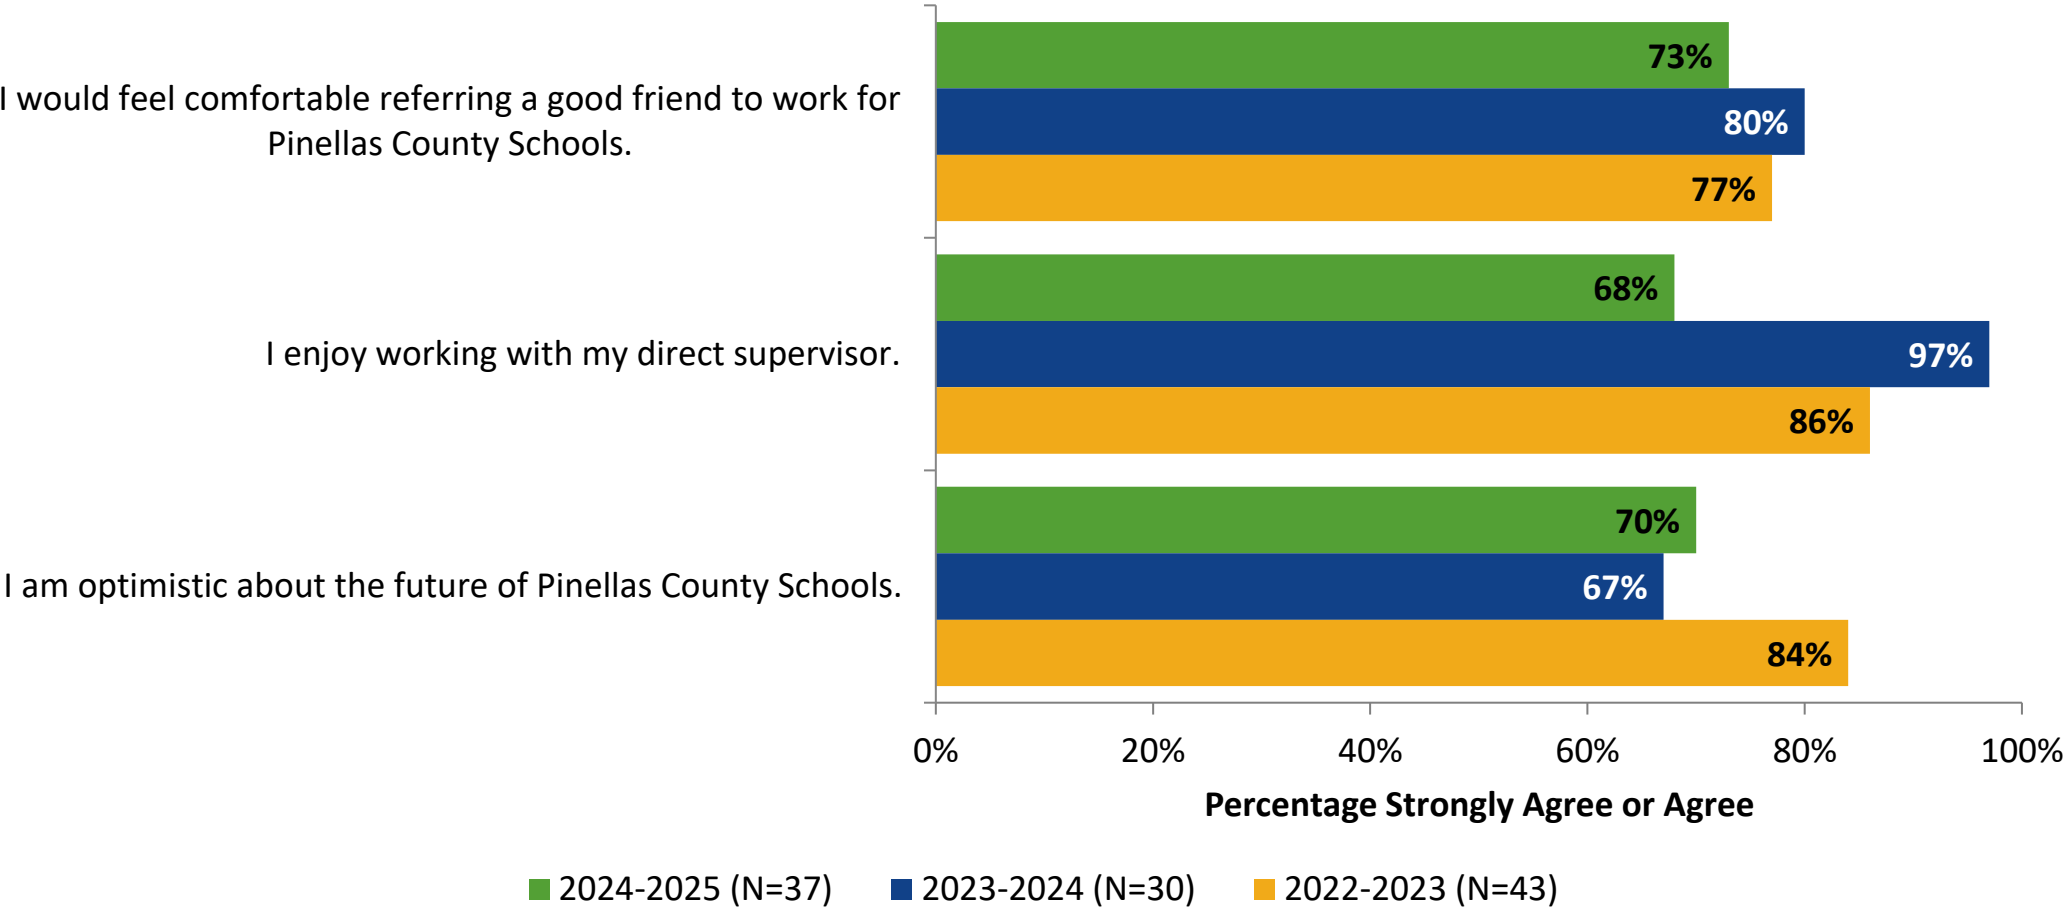 73%
I would feel comfortable referring a good friend to work for
80%
Pinellas County Schools.
77%
68%
I enjoy working with my direct supervisor.
97%
86%
70%
I am optimistic about the future of Pinellas County Schools.
67%
84%
0% 20% 40% 60% 80% 100%
Percentage Strongly Agree or Agree
2024-2025 (N=37) 2023-2024 (N=30) 2022-2023 (N=43)